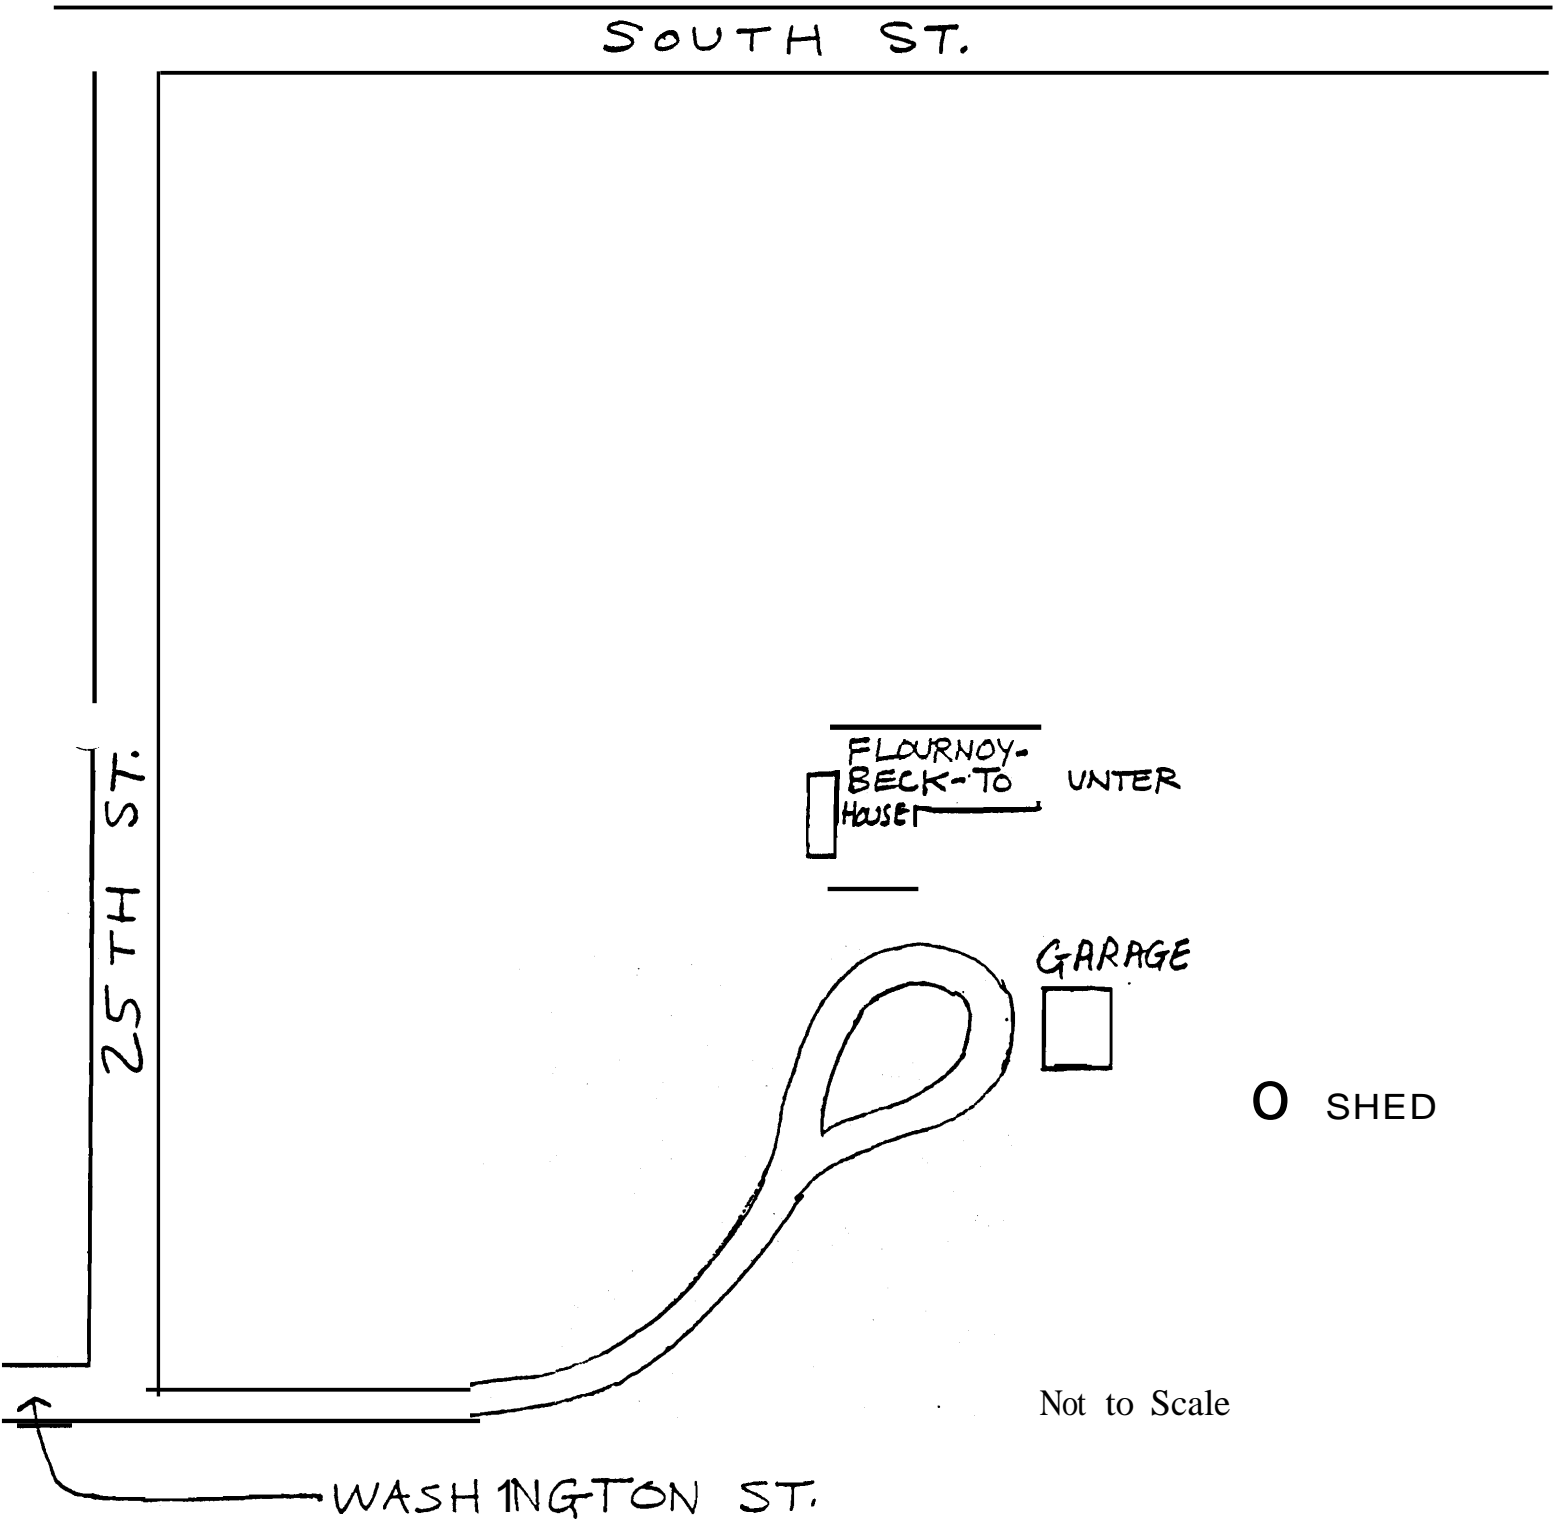 SOUTH ST.
25TH ST.
FLOURNOY-
BECK-TO UNTER
HOUSE
GARAGE
O SHED
Not to Scale
WASHINGTON ST.